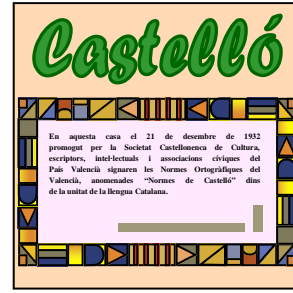 Castelló
En aquesta casa el 21 de desembre de 1932
promogut per la Societat Castellonenca de Cultura,
escriptors, intel·lectuals i associacions cíviques del
País Valencià signaren les Normes Ortogràfiques del
Valencià, anomenades “Normes de Castelló” dins
de la unitat de la llengua Catalana.